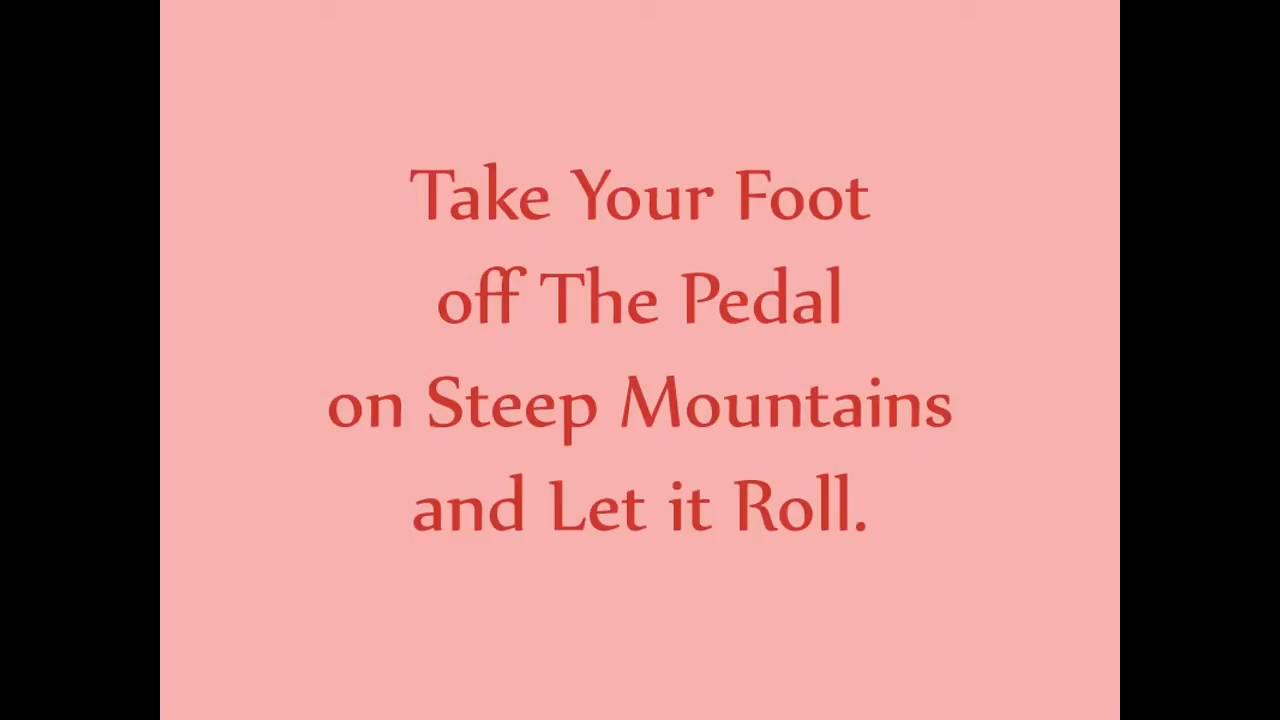 Take Your Foot
off The Pedal
on Steep Mountains
and Let it Roll.